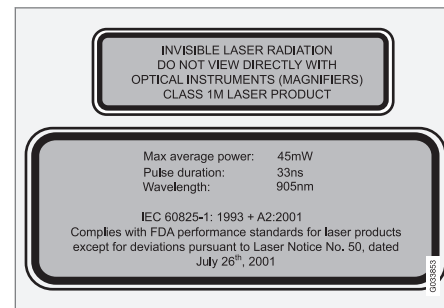 INVISIBLE LASER RADIATION
DO NOT VIEW DIRECTLY WITH
OPTICAL INSTRUMENTS (MAGNIFIERS)
CLASS 1M LASER PRODUCT
Max average power: 45mW
Pulse duration: 33ns
Wavelength: 905nm
IEC 60825-1: 1993 + A2:2001
Complies with FDA performance standards for laser products
except for deviations pursuant to Laser Notice No. 50, dated
July 26th, 2001
G033853